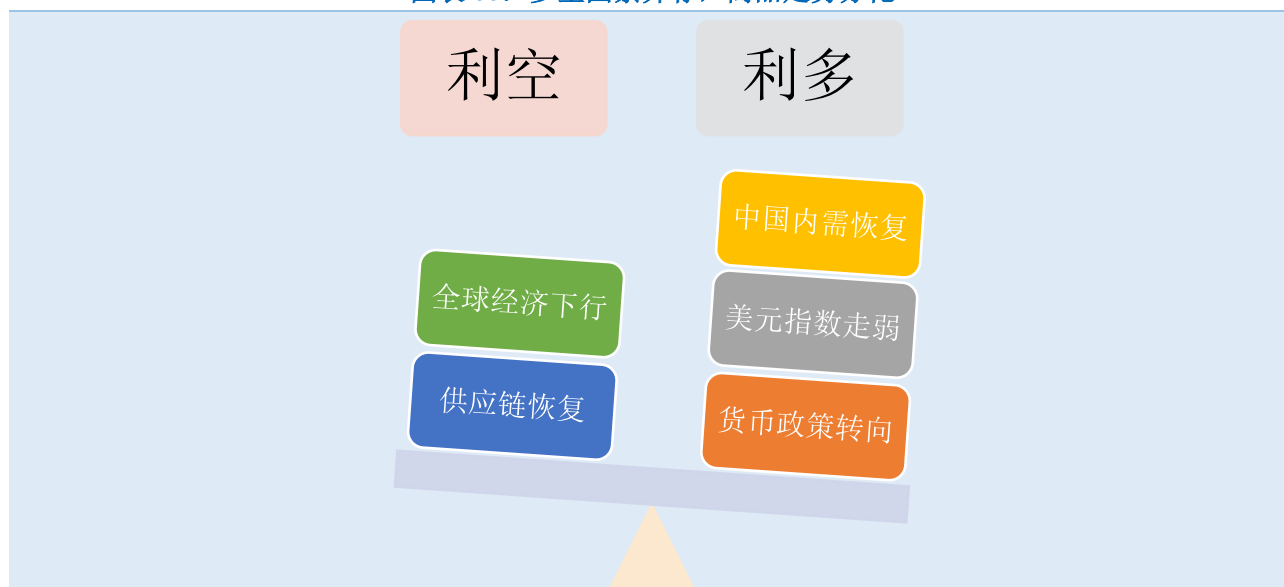 利空
利多
中国内需恢复
全球经济下行
美元指数走弱
供应链恢复
货币政策转向